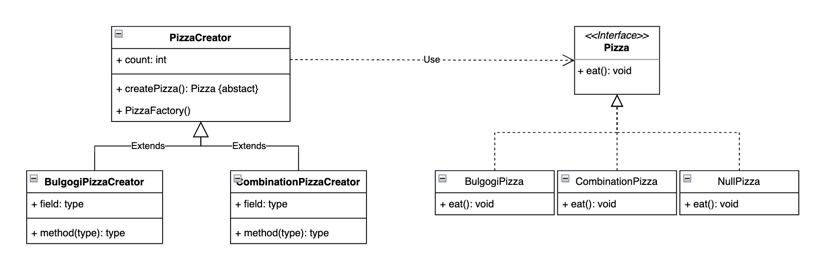 PizzaCreator
+ count: int
+ createPizza(): Pizza {abstact}
+ PizzaFactory()
Use
<<Interface>>
Pizza
+ eat(): void
Extends
Extends
BulgogiPizzaCreator
+ field: type
+ method(type): type
CombinationPizzaCreator
+ field: type
+ method(type): type
BulgogiPizza
+ eat(): void
CombinationPizza
+ eat(): void
NullPizza
+ eat(): void